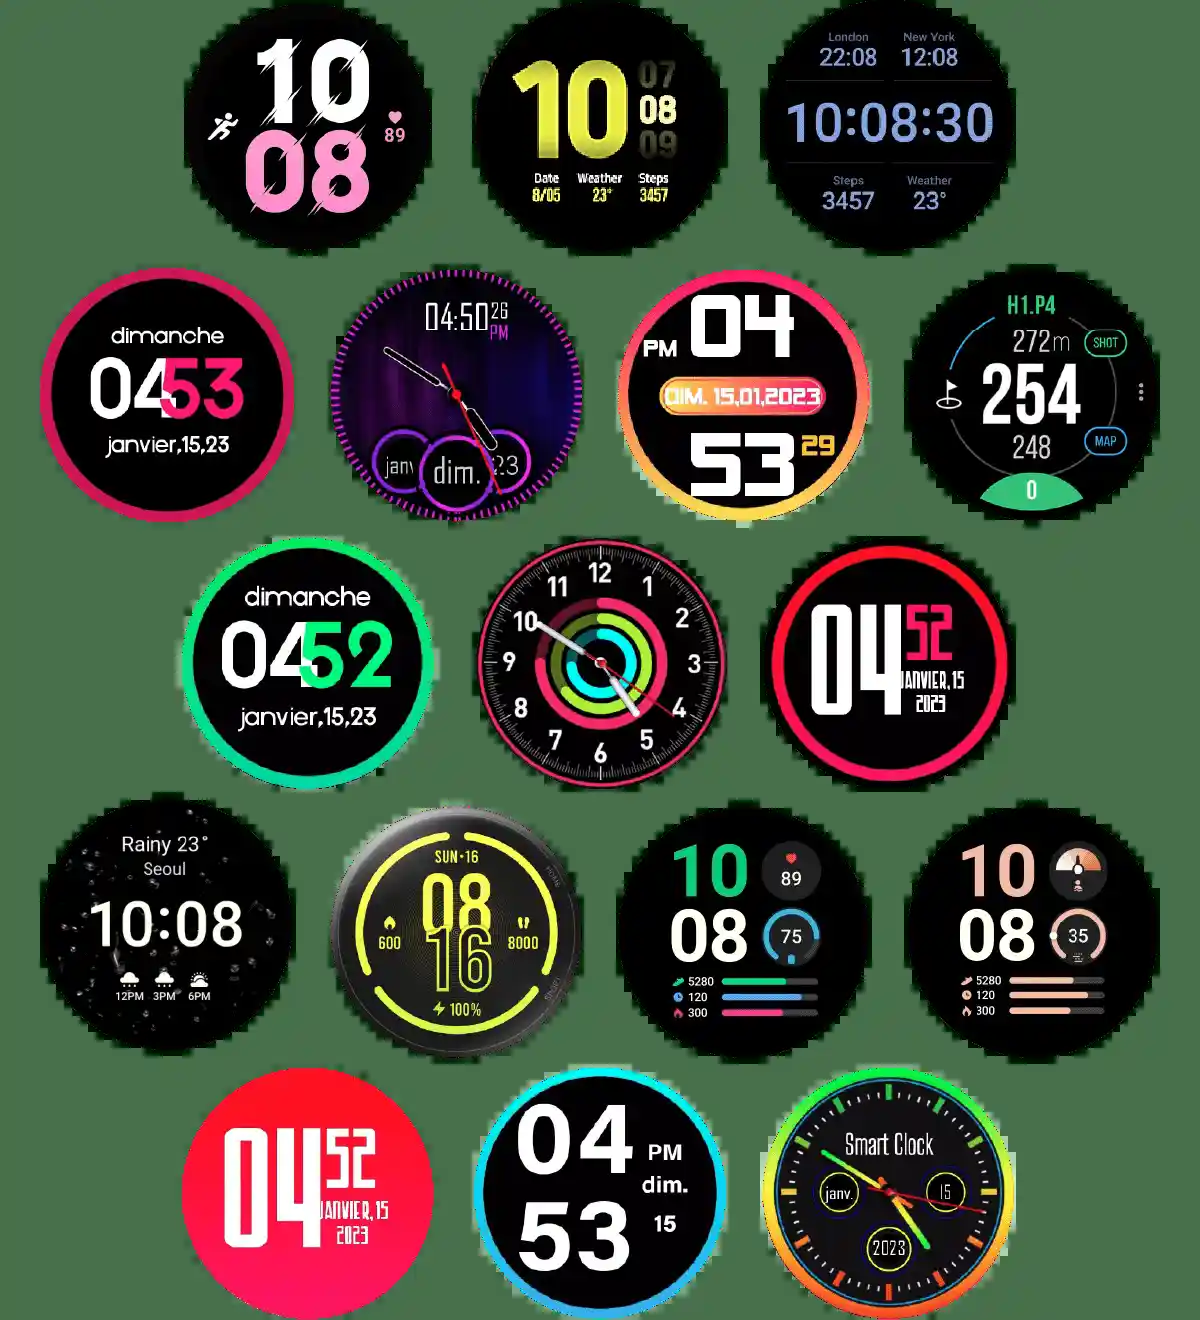 10
08
89
10
07
08
09
Date Weather Steps
8/05 23° 3457
London New York
22:08 12:08
10:08:30
Steps Weather
3457 23°
dimanche
0453
janvier,15,23
04:50 26
PM
janv dim. 23
04
PM
DIM. 15,01,2023
53 29
H1.P4
272m SHOT
254
248 MAP
0
dimanche
0452
janvier,15,23
12
1
2
3
4
5
6
7
8
9
10
11
04 52
JANVIER,15
2023
Rainy 23°
Seoul
10:08
12PM 3PM 6PM
SUN·16
08
600 8000
16
100%
10
89
08 75
5280
120
300
10
08 35
5280
120
300
04 52
JANVIER,15
2023
04 PM
dim.
53 15
Smart Clock
janv. 15
2023